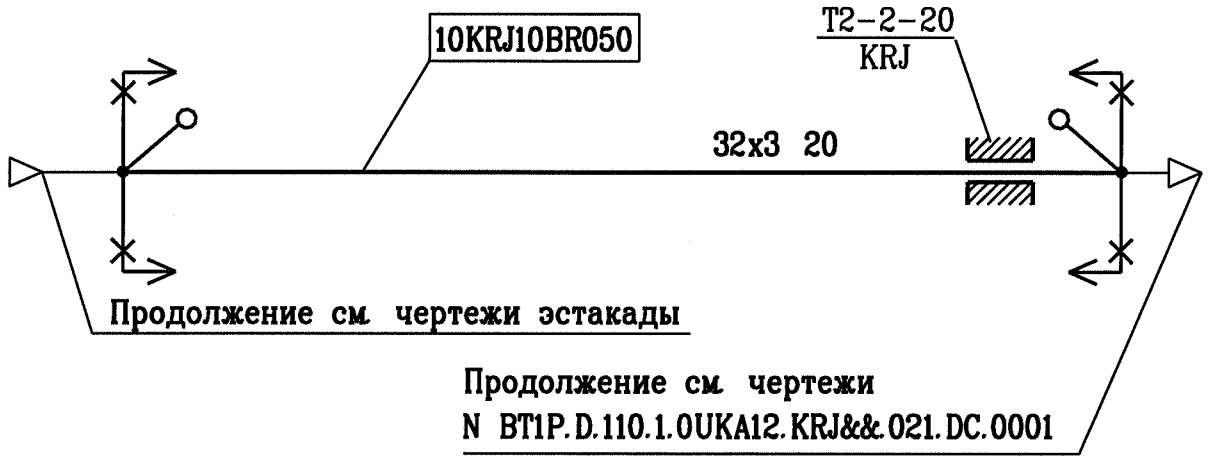 10KRJ10BR050
T2-2-20
KRJ
32x3 20
Продолжение см. чертежи эстакады
Продолжение см. чертежи
N BT1P.D.110.1.0UKA12.KRJ&&.021.DC.0001